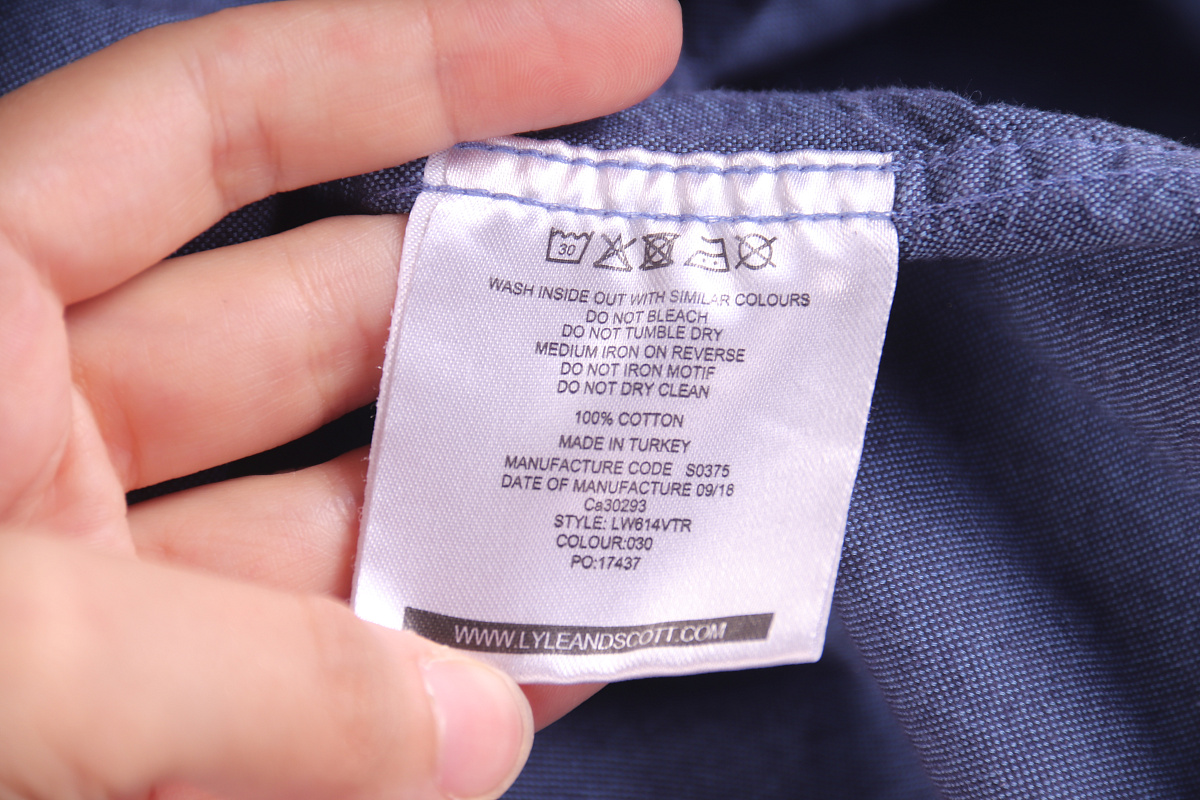 30
WASH INSIDE OUT WITH SIMILAR COLOURS
DO NOT BLEACH
DO NOT TUMBLE DRY
MEDIUM IRON ON REVERSE
DO NOT IRON MOTIF
DO NOT DRY CLEAN
100% COTTON
MADE IN TURKEY
MANUFACTURE CODE S0375
DATE OF MANUFACTURE 09/16
Ca30293
STYLE: LW614VTR
COLOUR:030
PO:17437
WWW.LYLEANDSCOTT.COM